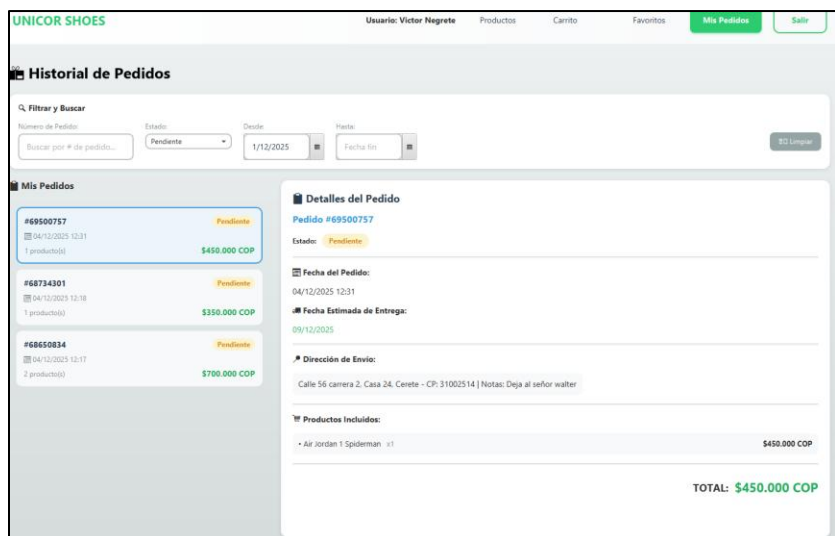 UNICOR SHOES
Usuario: Victor Negrete Productos Carrito Favoritos Mis Pedidos Salir
Historial de Pedidos
Filtrar y Buscar
Número de Pedido: Estado: Desde: Hasta:
Buscar por # de pedido... Pendiente 1/12/2025 Fecha fin Limpiar
Mis Pedidos
#69500757 Pendiente
04/12/2025 12:31
1 producto(s) $450.000 COP
#68734301 Pendiente
04/12/2025 12:18
1 producto(s) $350.000 COP
#68650834 Pendiente
04/12/2025 12:17
2 producto(s) $700.000 COP
Detalles del Pedido
Pedido #69500757
Estado: Pendiente
Fecha del Pedido:
04/12/2025 12:31
Fecha Estimada de Entrega:
09/12/2025
Dirección de Envío:
Calle 56 carrera 2, Casa 24, Cerete - CP: 31002514 | Notas: Deja al señor walter
Productos Incluidos:
• Air Jordan 1 Spiderman x1 $450.000 COP
TOTAL: $450.000 COP